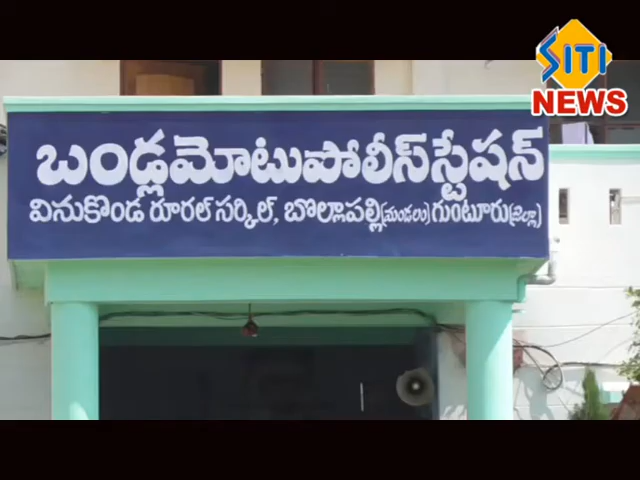 SITI
NEWS
బండ్లమోటుపోలీస్‌స్టేషన్
వినుకొండ రూరల్ సర్కిల్, బొల్లాపల్లి(మండలం) గుంటూరు(జిల్లా)